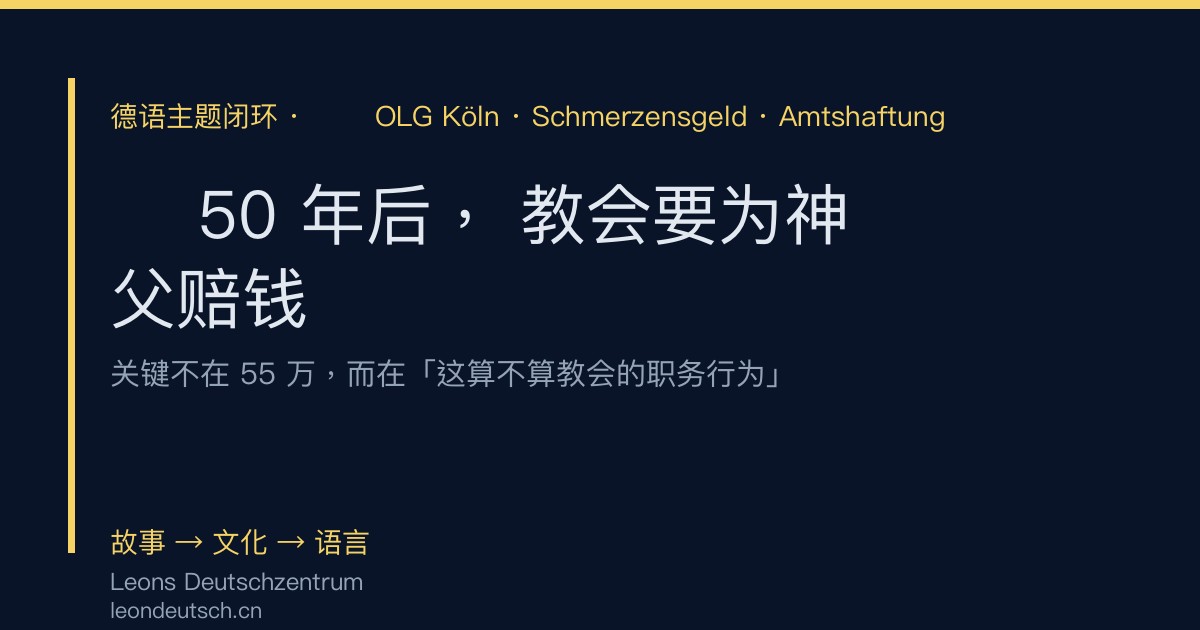 德语主题闭环 · OLG Köln · Schmerzensgeld · Amtshaftung
50 年后，教会要为神
父赔钱
关键不在 55 万，而在「这算不算教会的职务行为」
故事 → 文化 → 语言
Leons Deutschzentrum
leondeutsch.cn